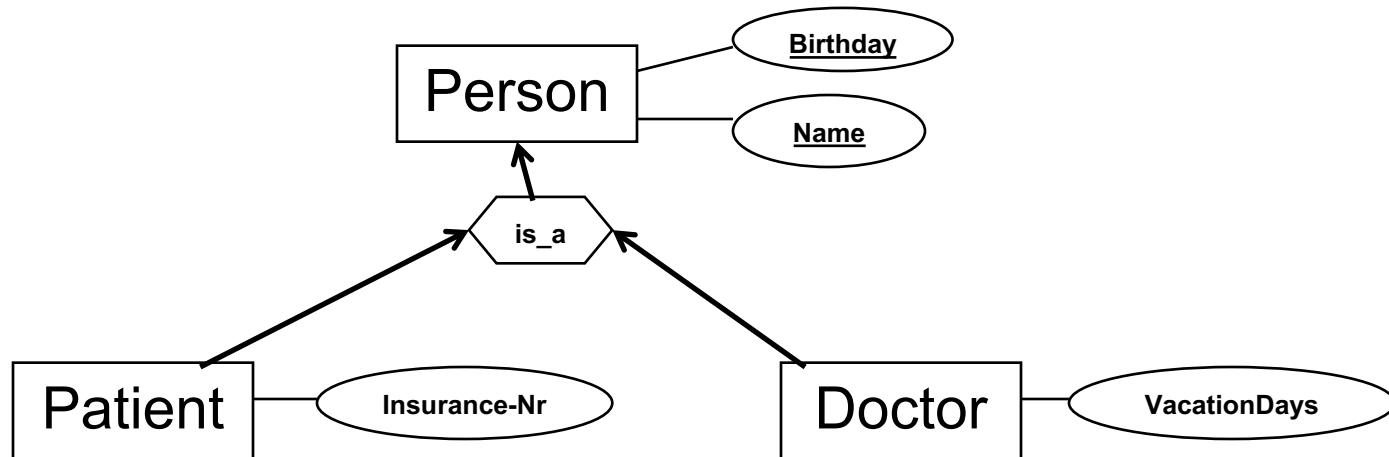 Birthday
Person
Name
is_a
Patient
Insurance-Nr
Doctor
VacationDays